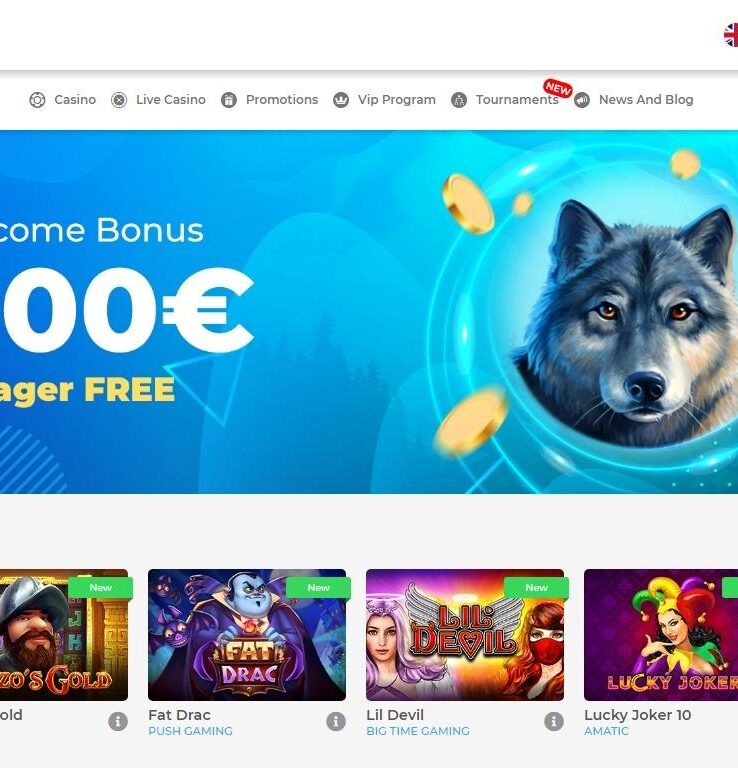 Casino Live Casino Promotions Vip Program Tournaments NEW News And Blog
come Bonus
00€
ager FREE
New
New
New
ZO'S GOLD
FAT DRAC
LIL' DEVIL
LUCKY JOKER
old
Fat Drac
PUSH GAMING
Lil Devil
BIG TIME GAMING
Lucky Joker 10
AMATIC